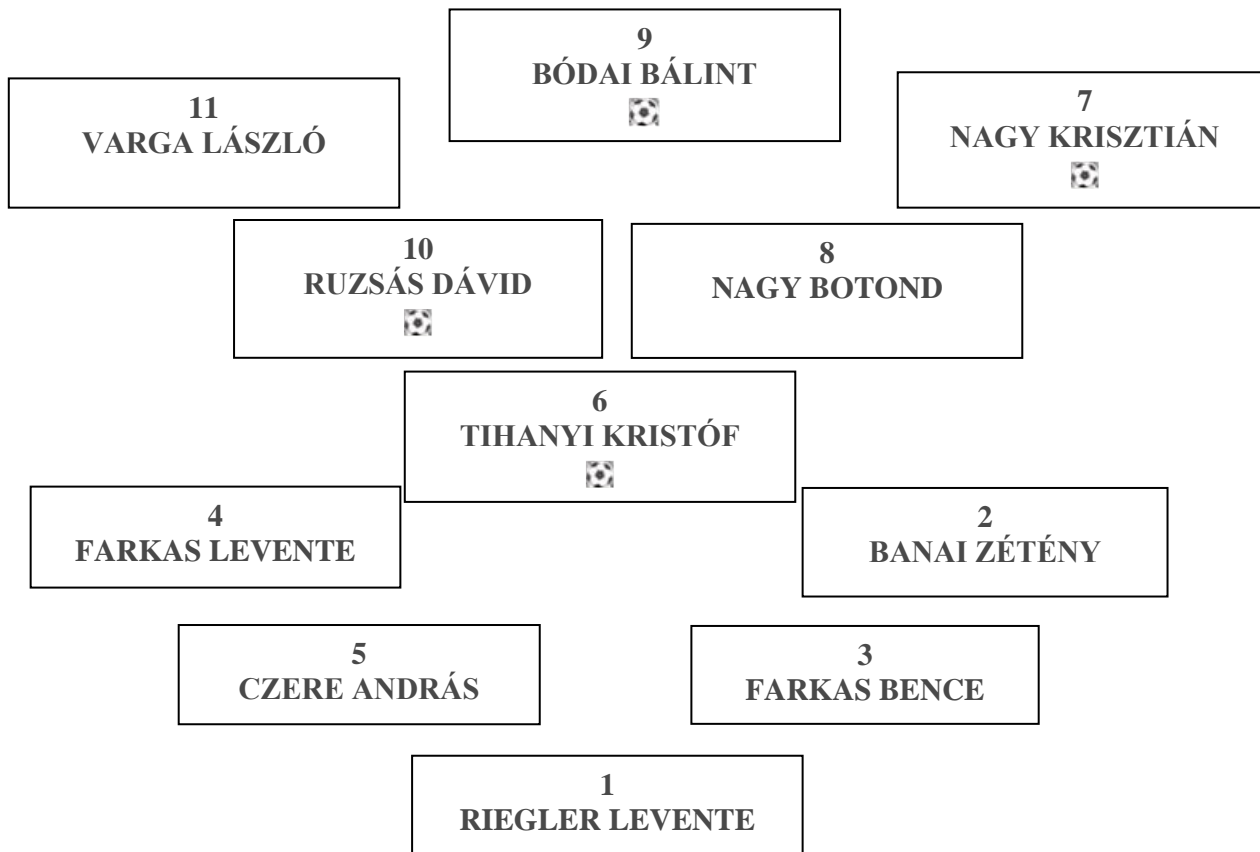 9
BÓDAI BÁLINT
11
VARGA LÁSZLÓ
7
NAGY KRISZTIÁN
10
RUZSÁS DÁVID
8
NAGY BOTOND
6
TIHANYI KRISTÓF
4
FARKAS LEVENTE
2
BANAI ZÉTÉNY
5
CZERE ANDRÁS
3
FARKAS BENCE
1
RIEGLER LEVENTE